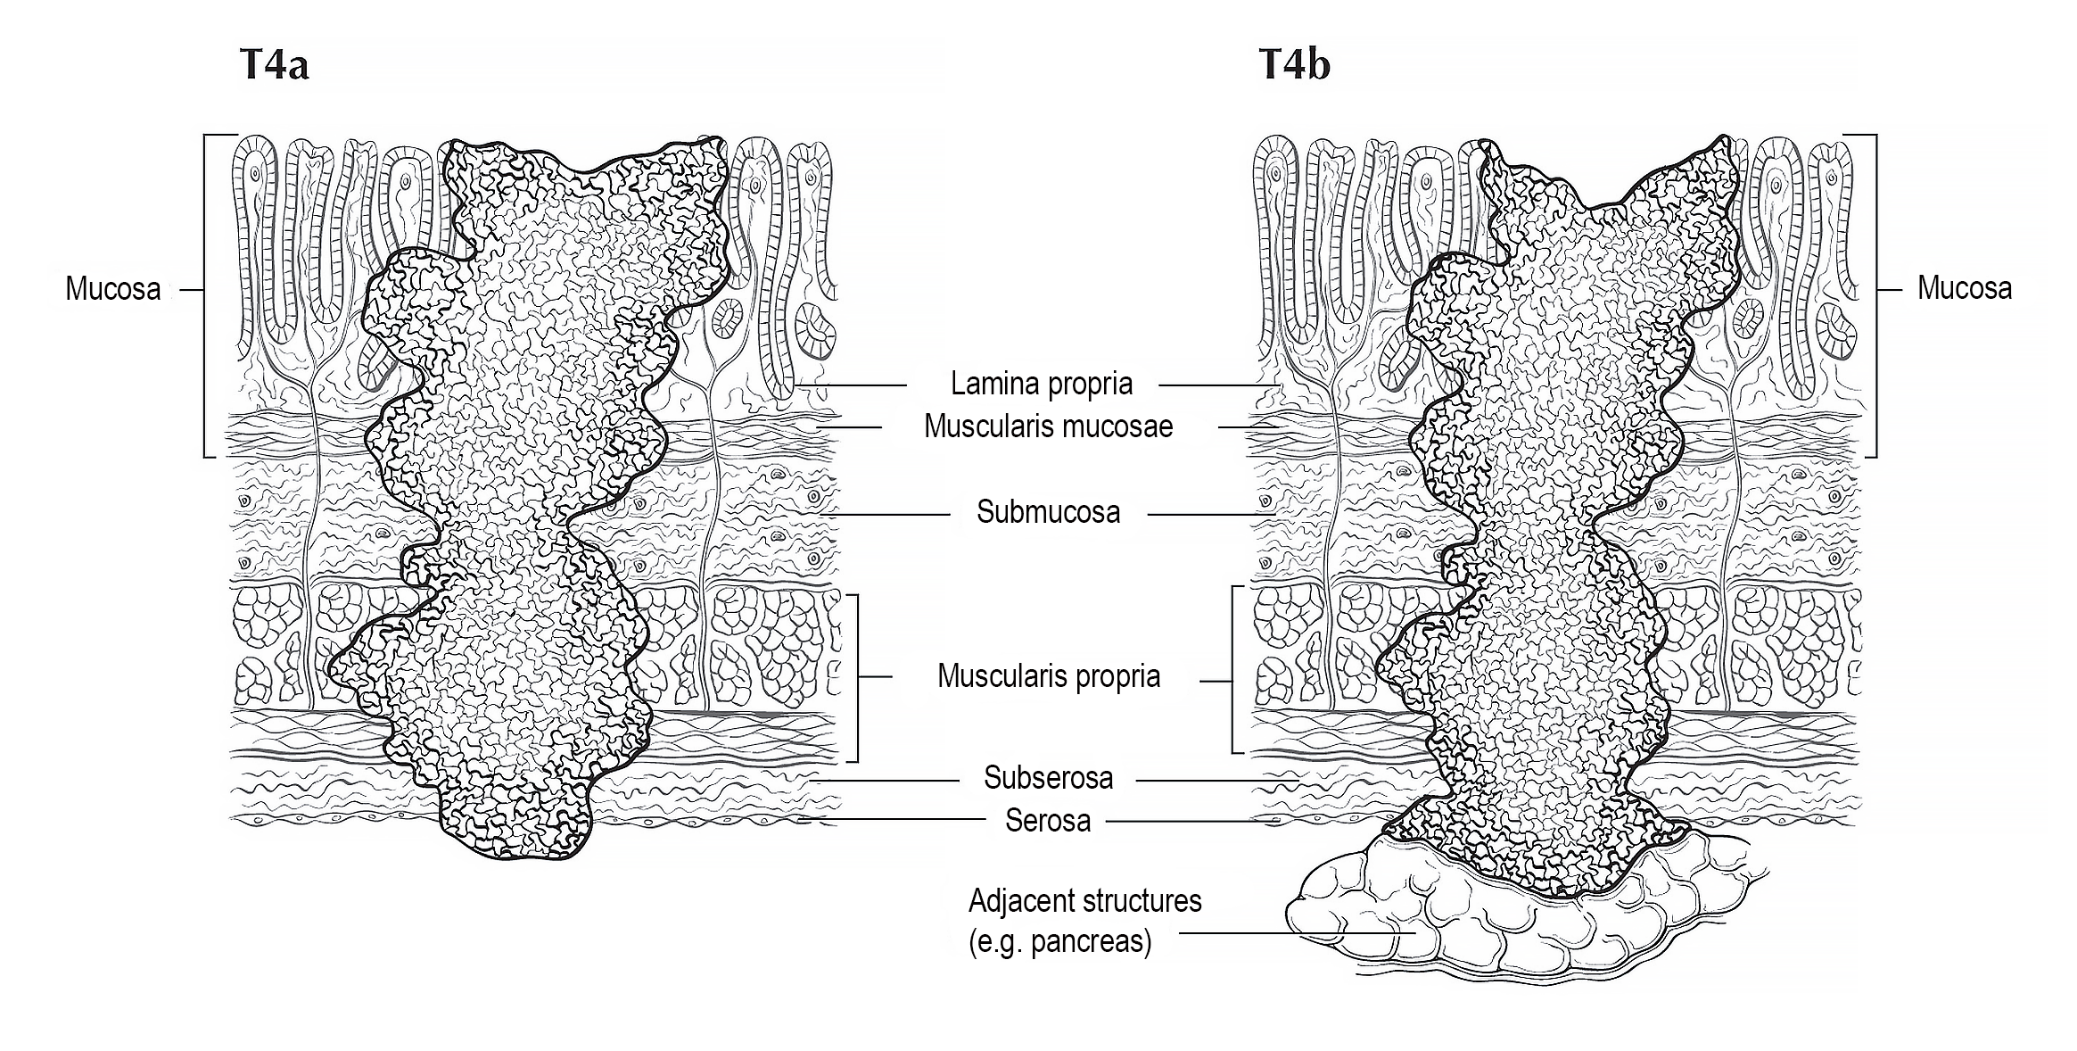 T4a
T4b
Mucosa
Mucosa
Lamina propria
Muscularis mucosae
Submucosa
Muscularis propria
Subserosa
Serosa
Adjacent structures
(e.g. pancreas)